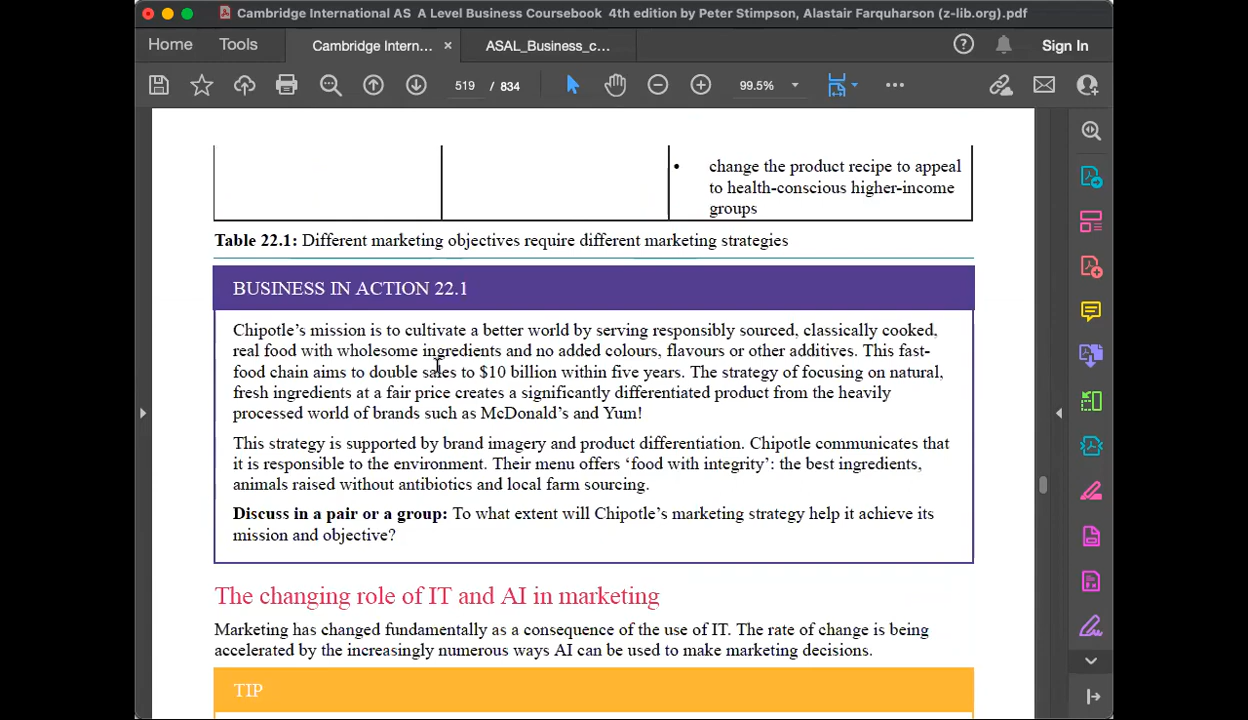 Cambridge International AS A Level Business Coursebook 4th edition by Peter Stimpson, Alastair Farquharson (z-lib.org).pdf
Home Tools Cambridge Intern... × ASAL_Business_c... ? Sign In
519 / 834 99.5%
• change the product recipe to appeal
to health-conscious higher-income
groups
Table 22.1: Different marketing objectives require different marketing strategies
BUSINESS IN ACTION 22.1
Chipotle’s mission is to cultivate a better world by serving responsibly sourced, classically cooked,
real food with wholesome ingredients and no added colours, flavours or other additives. This fast-
food chain aims to double sales to $10 billion within five years. The strategy of focusing on natural,
fresh ingredients at a fair price creates a significantly differentiated product from the heavily
processed world of brands such as McDonald’s and Yum!
This strategy is supported by brand imagery and product differentiation. Chipotle communicates that
it is responsible to the environment. Their menu offers ‘food with integrity’: the best ingredients,
animals raised without antibiotics and local farm sourcing.
Discuss in a pair or a group: To what extent will Chipotle’s marketing strategy help it achieve its
mission and objective?
The changing role of IT and AI in marketing
Marketing has changed fundamentally as a consequence of the use of IT. The rate of change is being
accelerated by the increasingly numerous ways AI can be used to make marketing decisions.
TIP